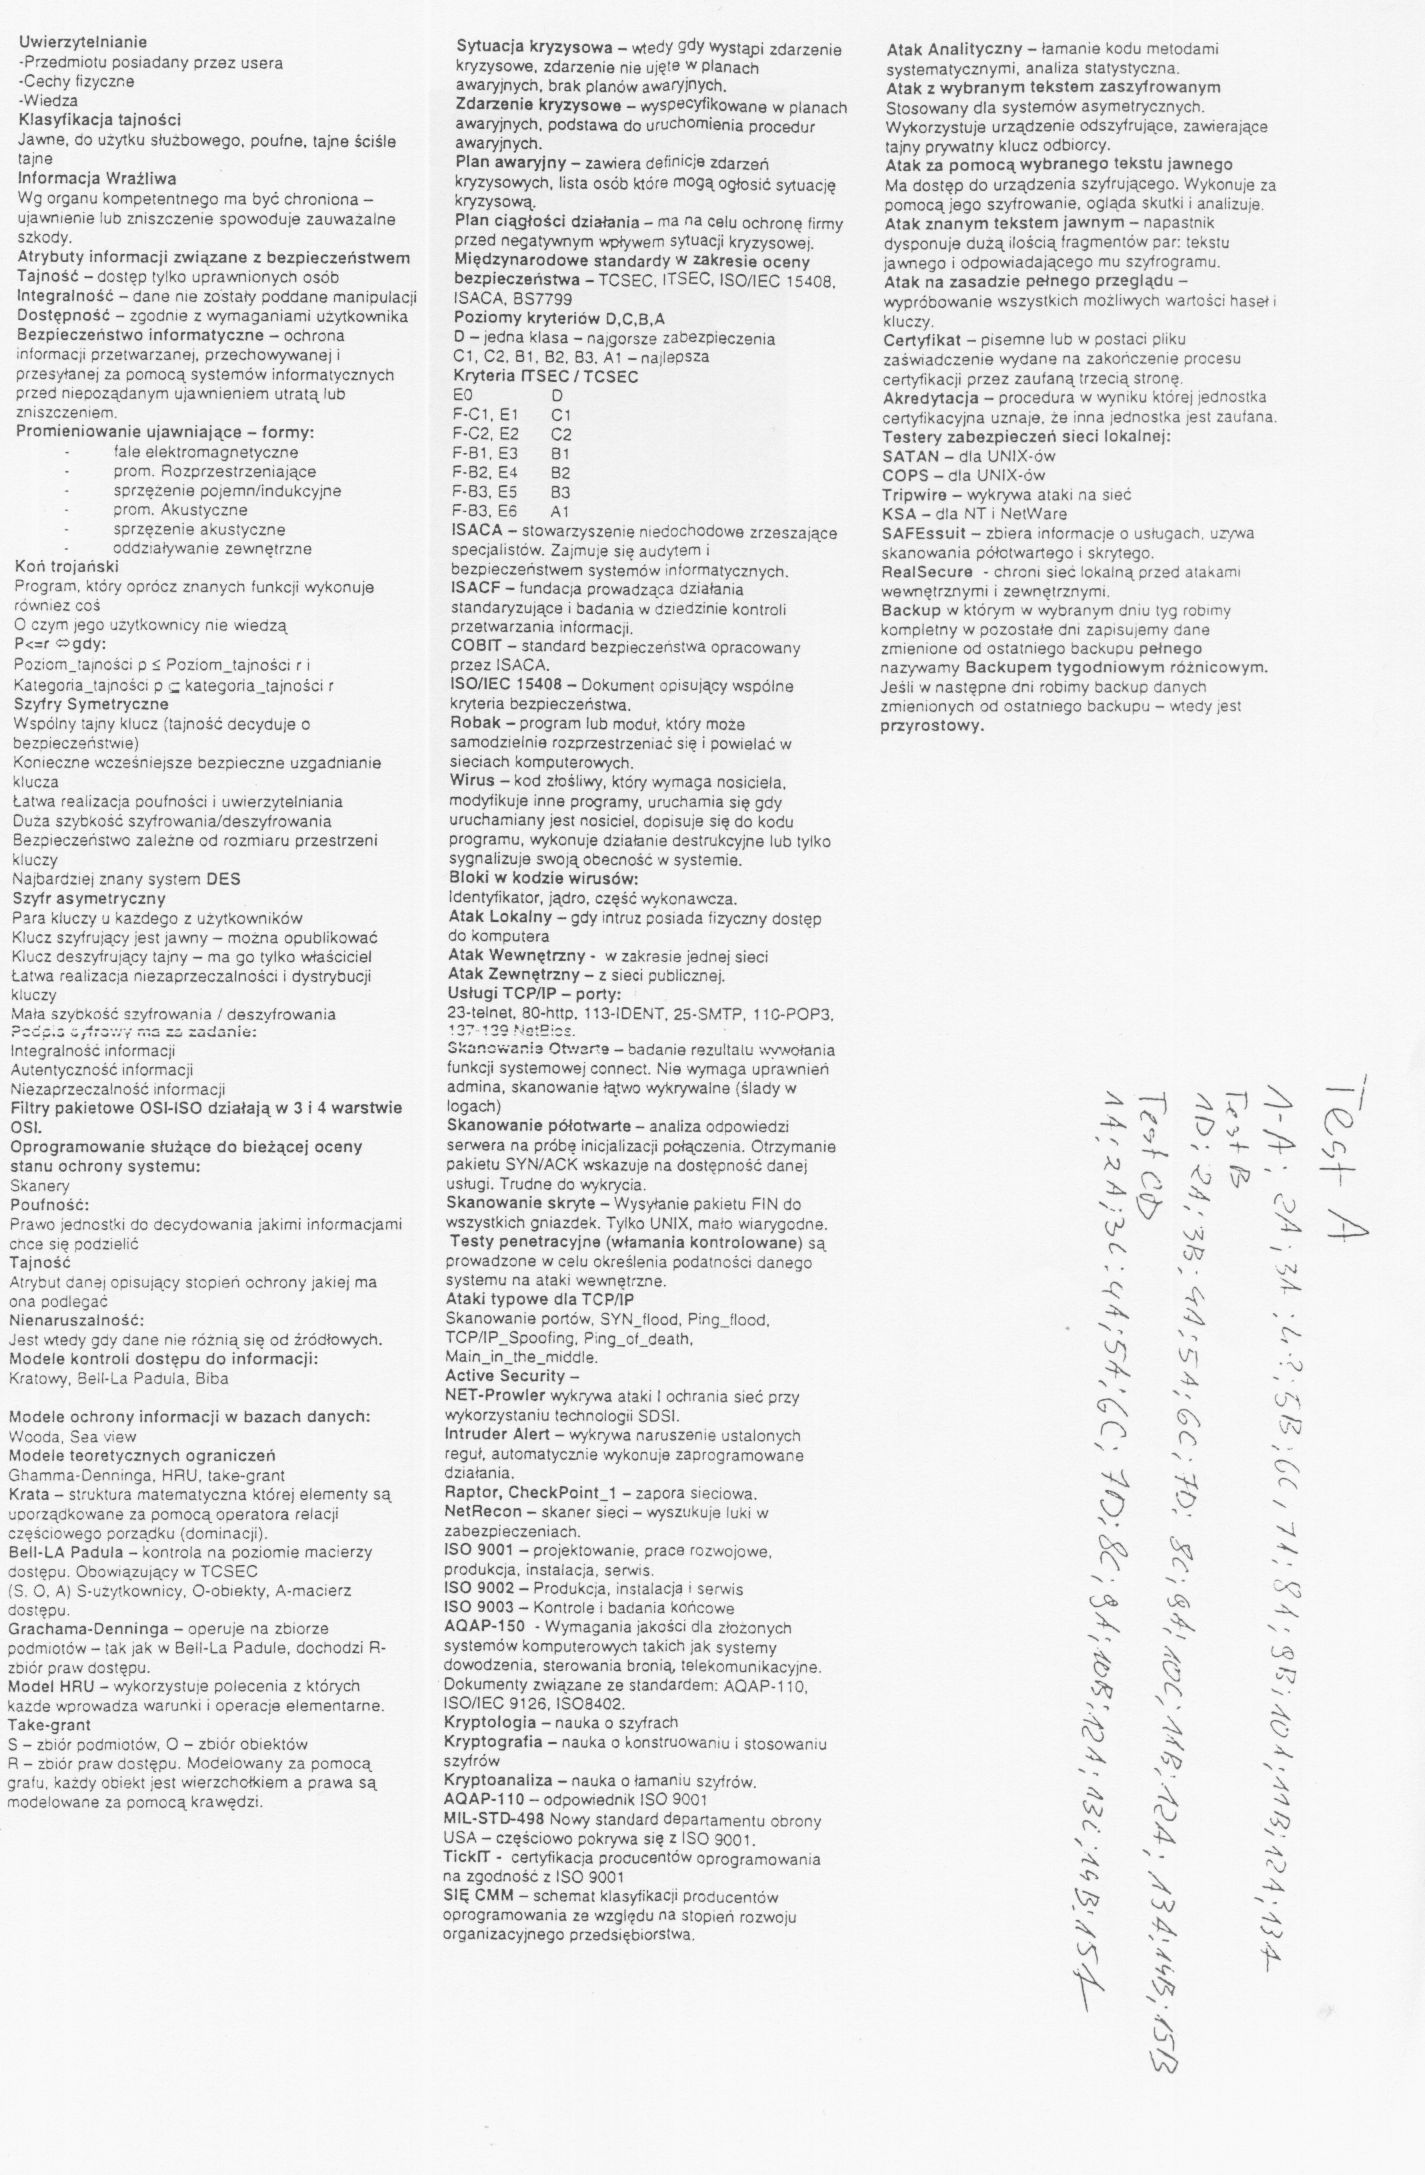 Uwierzytelnianie
-Przedmiotu posiadany przez usera
-Cechy fizyczne
-Wiedza
Klasyfikacja tajności
Jawne, do użytku służbowego, poufne, tajne ściśle
tajne
Informacja Wrażliwa
Wg organu kompetentnego ma być chroniona –
ujawnienie lub zniszczenie spowoduje zauważalne
szkody.
Atrybuty informacji związane z bezpieczeństwem
Tajność – dostęp tylko uprawnionych osób
Integralność – dane nie zostały poddane manipulacji
Dostępność – zgodnie z wymaganiami użytkownika
Bezpieczeństwo informatyczne – ochrona
informacji przetwarzanej, przechowywanej i
przesyłanej za pomocą systemów informatycznych
przed niepożądanym ujawnieniem utratą lub
zniszczeniem.
Promieniowanie ujawniające – formy:
- fale elektromagnetyczne
- prom. Rozprzestrzeniające
- sprzężenie pojemn/indukcyjne
- prom. Akustyczne
- sprzężenie akustyczne
- oddziaływanie zewnętrzne
Koń trojański
Program, który oprócz znanych funkcji wykonuje
również coś
O czym jego użytkownicy nie wiedzą
P<=r ⇔gdy:
Poziom_tajności p ≤ Poziom_tajności r i
Kategoria_tajności p ⊆ kategoria_tajności r
Szyfry Symetryczne
Wspólny tajny klucz (tajność decyduje o
bezpieczeństwie)
Konieczne wcześniejsze bezpieczne uzgadnianie
klucza
Łatwa realizacja poufności i uwierzytelniania
Duża szybkość szyfrowania/deszyfrowania
Bezpieczeństwo zależne od rozmiaru przestrzeni
kluczy
Najbardziej znany system DES
Szyfr asymetryczny
Para kluczy u każdego z użytkowników
Klucz szyfrujący jest jawny – można opublikować
Klucz deszyfrujący tajny – ma go tylko właściciel
Łatwa realizacja niezaprzeczalności i dystrybucji
kluczy
Mała szybkość szyfrowania / deszyfrowania
Podpis cyfrowy ma za zadanie:
Integralność informacji
Autentyczność informacji
Niezaprzeczalność informacji
Filtry pakietowe OSI-ISO działają w 3 i 4 warstwie
OSI.
Oprogramowanie służące do bieżącej oceny
stanu ochrony systemu:
Skanery
Poufność:
Prawo jednostki do decydowania jakimi informacjami
chce się podzielić
Tajność
Atrybut danej opisujący stopień ochrony jakiej ma
ona podlegać
Nienaruszalność:
Jest wtedy gdy dane nie różnią się od źródłowych.
Modele kontroli dostępu do informacji:
Kratowy, Bell-La Padula, Biba
Modele ochrony informacji w bazach danych:
Wooda, Sea view
Modele teoretycznych ograniczeń
Ghamma-Denninga, HRU, take-grant
Krata – struktura matematyczna której elementy są
uporządkowane za pomocą operatora relacji
częściowego porządku (dominacji).
Bell-LA Padula – kontrola na poziomie macierzy
dostępu. Obowiązujący w TCSEC
(S, O, A) S-użytkownicy, O-obiekty, A-macierz
dostępu.
Grachama-Denninga – operuje na zbiorze
podmiotów – tak jak w Bell-La Padule, dochodzi R-
zbiór praw dostępu.
Model HRU – wykorzystuje polecenia z których
każde wprowadza warunki i operacje elementarne.
Take-grant
S – zbiór podmiotów, O – zbiór obiektów
R – zbiór praw dostępu. Modelowany za pomocą
grafu, każdy obiekt jest wierzchołkiem a prawa są
modelowane za pomocą krawędzi.
Sytuacja kryzysowa – wtedy gdy wystąpi zdarzenie
kryzysowe, zdarzenie nie ujęte w planach
awaryjnych, brak planów awaryjnych.
Zdarzenie kryzysowe – wyspecyfikowane w planach
awaryjnych, podstawa do uruchomienia procedur
awaryjnych.
Plan awaryjny – zawiera definicje zdarzeń
kryzysowych, lista osób które mogą ogłosić sytuację
kryzysową.
Plan ciągłości działania – ma na celu ochronę firmy
przed negatywnym wpływem sytuacji kryzysowej.
Międzynarodowe standardy w zakresie oceny
bezpieczeństwa – TCSEC, ITSEC, ISO/IEC 15408,
ISACA, BS7799
Poziomy kryteriów D,C,B,A
D – jedna klasa – najgorsze zabezpieczenia
C1, C2, B1, B2, B3, A1 – najlepsza
Kryteria ITSEC / TCSEC
E0 D
F-C1, E1 C1
F-C2, E2 C2
F-B1, E3 B1
F-B2, E4 B2
F-B3, E5 B3
F-B3, E6 A1
ISACA – stowarzyszenie niedochodowe zrzeszające
specjalistów. Zajmuje się audytem i
bezpieczeństwem systemów informatycznych.
ISACF – fundacja prowadząca działania
standaryzujące i badania w dziedzinie kontroli
przetwarzania informacji.
COBIT – standard bezpieczeństwa opracowany
przez ISACA.
ISO/IEC 15408 – Dokument opisujący wspólne
kryteria bezpieczeństwa.
Robak – program lub moduł, który może
samodzielnie rozprzestrzeniać się i powielać w
sieciach komputerowych.
Wirus – kod złośliwy, który wymaga nosiciela,
modyfikuje inne programy, uruchamia się gdy
uruchamiany jest nosiciel, dopisuje się do kodu
programu, wykonuje działanie destrukcyjne lub tylko
sygnalizuje swoją obecność w systemie.
Bloki w kodzie wirusów:
Identyfikator, jądro, część wykonawcza.
Atak Lokalny – gdy intruz posiada fizyczny dostęp
do komputera
Atak Wewnętrzny - w zakresie jednej sieci
Atak Zewnętrzny – z sieci publicznej.
Usługi TCP/IP – porty:
23-telnet, 80-http, 113-IDENT, 25-SMTP, 110-POP3,
137-139 NetBios.
Skanowanie Otwarte – badanie rezultatu wywołania
funkcji systemowej connect. Nie wymaga uprawnień
admina, skanowanie łątwo wykrywalne (ślady w
logach)
Skanowanie półotwarte – analiza odpowiedzi
serwera na próbę inicjalizacji połączenia. Otrzymanie
pakietu SYN/ACK wskazuje na dostępność danej
usługi. Trudne do wykrycia.
Skanowanie skryte – Wysyłanie pakietu FIN do
wszystkich gniazdek. Tylko UNIX, mało wiarygodne.
Testy penetracyjne (włamania kontrolowane) są
prowadzone w celu określenia podatności danego
systemu na ataki wewnętrzne.
Ataki typowe dla TCP/IP
Skanowanie portów, SYN_flood, Ping_flood,
TCP/IP_Spoofing, Ping_of_death,
Main_in_the_middle.
Active Security –
NET-Prowler wykrywa ataki I ochrania sieć przy
wykorzystaniu technologii SDSI.
Intruder Alert – wykrywa naruszenie ustalonych
reguł, automatycznie wykonuje zaprogramowane
działania.
Raptor, CheckPoint_1 – zapora sieciowa.
NetRecon – skaner sieci – wyszukuje luki w
zabezpieczeniach.
ISO 9001 – projektowanie, prace rozwojowe,
produkcja, instalacja, serwis.
ISO 9002 – Produkcja, instalacja i serwis
ISO 9003 – Kontrole i badania końcowe
AQAP-150 - Wymagania jakości dla złożonych
systemów komputerowych takich jak systemy
dowodzenia, sterowania bronią, telekomunikacyjne.
Dokumenty związane ze standardem: AQAP-110,
ISO/IEC 9126, ISO8402.
Kryptologia – nauka o szyfrach
Kryptografia – nauka o konstruowaniu i stosowaniu
szyfrów
Kryptoanaliza – nauka o łamaniu szyfrów.
AQAP-110 – odpowiednik ISO 9001
MIL-STD-498 Nowy standard departamentu obrony
USA – częściowo pokrywa się z ISO 9001.
TickIT - certyfikacja producentów oprogramowania
na zgodność z ISO 9001
SIĘ CMM – schemat klasyfikacji producentów
oprogramowania ze względu na stopień rozwoju
organizacyjnego przedsiębiorstwa.
Atak Analityczny – łamanie kodu metodami
systematycznymi, analiza statystyczna.
Atak z wybranym tekstem zaszyfrowanym
Stosowany dla systemów asymetrycznych.
Wykorzystuje urządzenie odszyfrujące, zawierające
tajny prywatny klucz odbiorcy.
Atak za pomocą wybranego tekstu jawnego
Ma dostęp do urządzenia szyfrującego. Wykonuje za
pomocą jego szyfrowanie, ogląda skutki i analizuje.
Atak znanym tekstem jawnym – napastnik
dysponuje dużą ilością fragmentów par: tekstu
jawnego i odpowiadającego mu szyfrogramu.
Atak na zasadzie pełnego przeglądu –
wypróbowanie wszystkich możliwych wartości haseł i
kluczy.
Certyfikat – pisemne lub w postaci pliku
zaświadczenie wydane na zakończenie procesu
certyfikacji przez zaufaną trzecią stronę.
Akredytacja – procedura w wyniku której jednostka
certyfikacyjna uznaje, że inna jednostka jest zaufana.
Testery zabezpieczeń sieci lokalnej:
SATAN – dla UNIX-ów
COPS – dla UNIX-ów
Tripwire – wykrywa ataki na sieć
KSA – dla NT i NetWare
SAFEssuit – zbiera informacje o usługach, używa
skanowania półotwartego i skrytego.
RealSecure - chroni sieć lokalną przed atakami
wewnętrznymi i zewnętrznymi.
Backup w którym w wybranym dniu tyg robimy
kompletny w pozostałe dni zapisujemy dane
zmienione od ostatniego backupu pełnego
nazywamy Backupem tygodniowym różnicowym.
Jeśli w następne dni robimy backup danych
zmienionych od ostatniego backupu – wtedy jest
przyrostowy.
Test A
1-A; 2A; 3A; 4?; 5B; 6C, 7A; 8A; 9B; 10A; 11B; 12A; 13A
Test B
1D; 2A; 3B; 4A; 5A; 6C; 7D; 8C; 9A; 10C; 11B; 12A; 13A; 14B; 15B
Test CD
1A; 2A; 3C; 4A; 5A; 6C; 7D; 8C; 9A; 10B; 12A; 13C; 14B; 15A